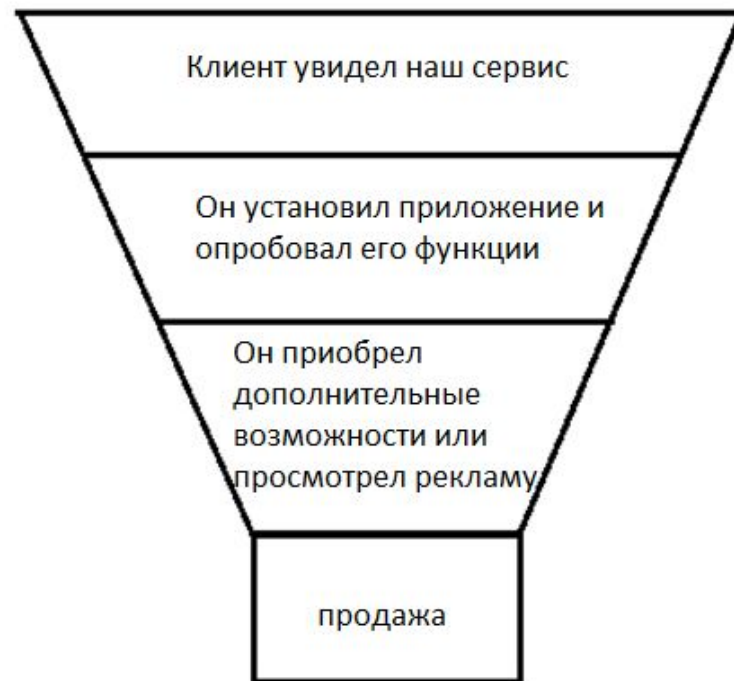 Клиент увидел наш сервис
Он установил приложение и
опробовал его функции
Он приобрел
дополнительные
возможности или
просмотрел рекламу
продажа